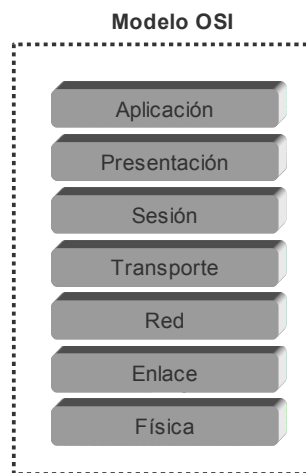 Modelo OSI
Aplicación
Presentación
Sesión
Transporte
Red
Enlace
Física